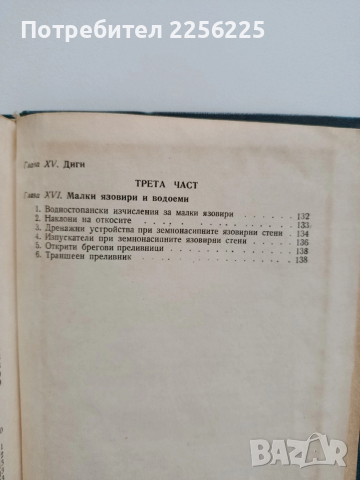 Потребител 2256225
Глава XV. Диги
ТРЕТА ЧАСТ
Глава XVI. Малки язовири и водоеми
1. Водностопански изчисления за малки язовири . . . . . . . 132
2. Наклони на откосите . . . . . . . . . . . . . . . 133
3. Дренажни устройства при земнонасипните язовирни стени . 134
4. Изпускатели при земнонасипните язовирни стени . . . . . 136
5. Открити брегови преливници . . . . . . . . . . . . 138
6. Траншеен преливник . . . . . . . . . . . . . . . 138
BAZAR